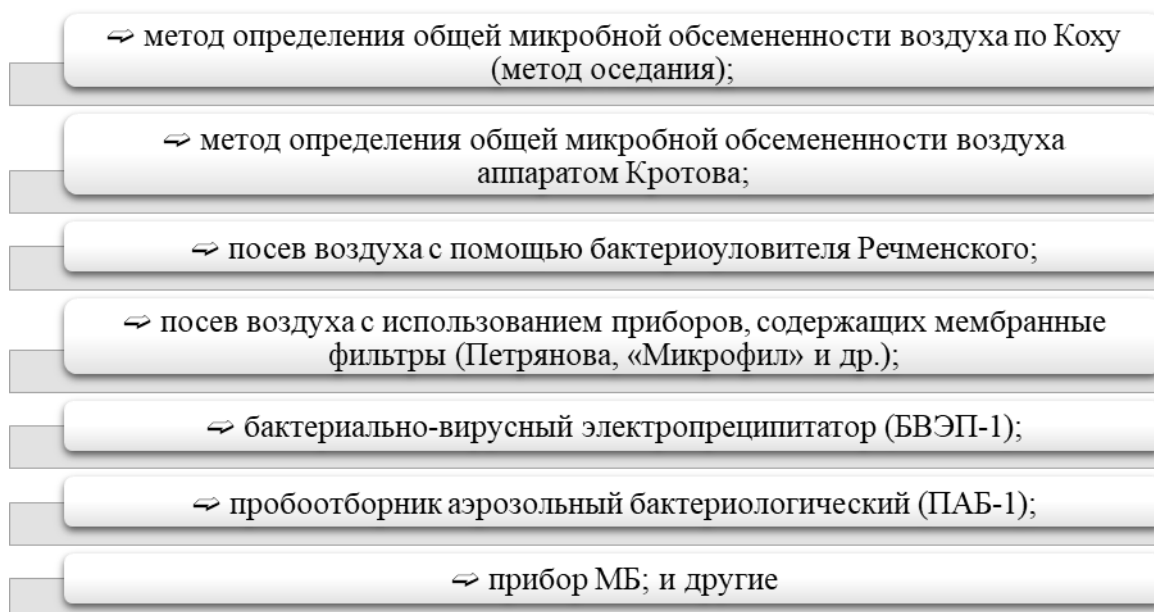 ➩ метод определения общей микробной обсемененности воздуха по Коху
(метод оседания);
➩ метод определения общей микробной обсемененности воздуха
аппаратом Кротова;
➩ посев воздуха с помощью бактериоуловителя Речменского;
➩ посев воздуха с использованием приборов, содержащих мембранные
фильтры (Петрянова, «Микрофил» и др.);
➩ бактериально-вирусный электропреципитатор (БВЭП-1);
➩ пробоотборник аэрозольный бактериологический (ПАБ-1);
➩ прибор МБ; и другие